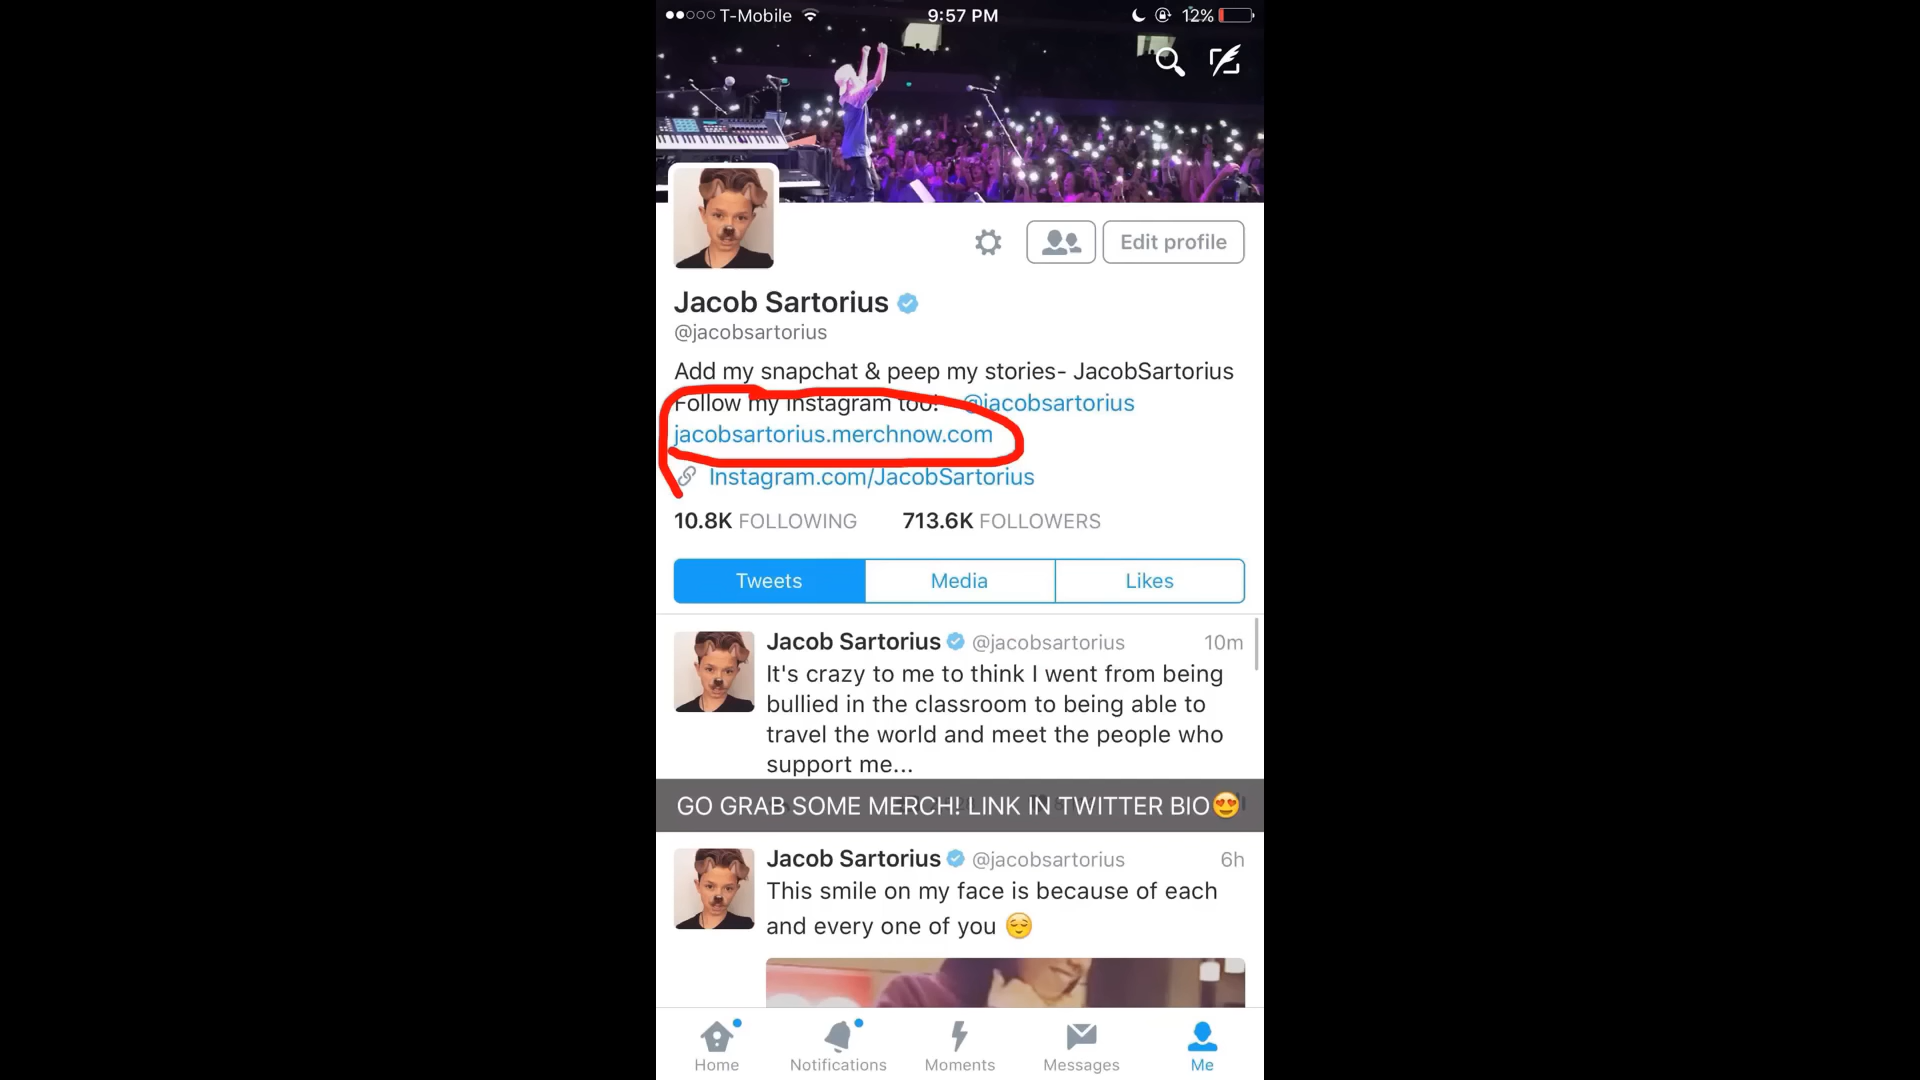 T-Mobile 9:57 PM 12%
Edit profile
Jacob Sartorius
@jacobsartorius
Add my snapchat & peep my stories- JacobSartorius
Follow my instagram too! @jacobsartorius
jacobsartorius.merchnow.com
Instagram.com/JacobSartorius
10.8K FOLLOWING 713.6K FOLLOWERS
Tweets Media Likes
Jacob Sartorius @jacobsartorius 10m
It's crazy to me to think I went from being
bullied in the classroom to being able to
travel the world and meet the people who
support me...
GO GRAB SOME MERCH! LINK IN TWITTER BIO😍
Jacob Sartorius @jacobsartorius 6h
This smile on my face is because of each
and every one of you 😌
Home Notifications Moments Messages Me